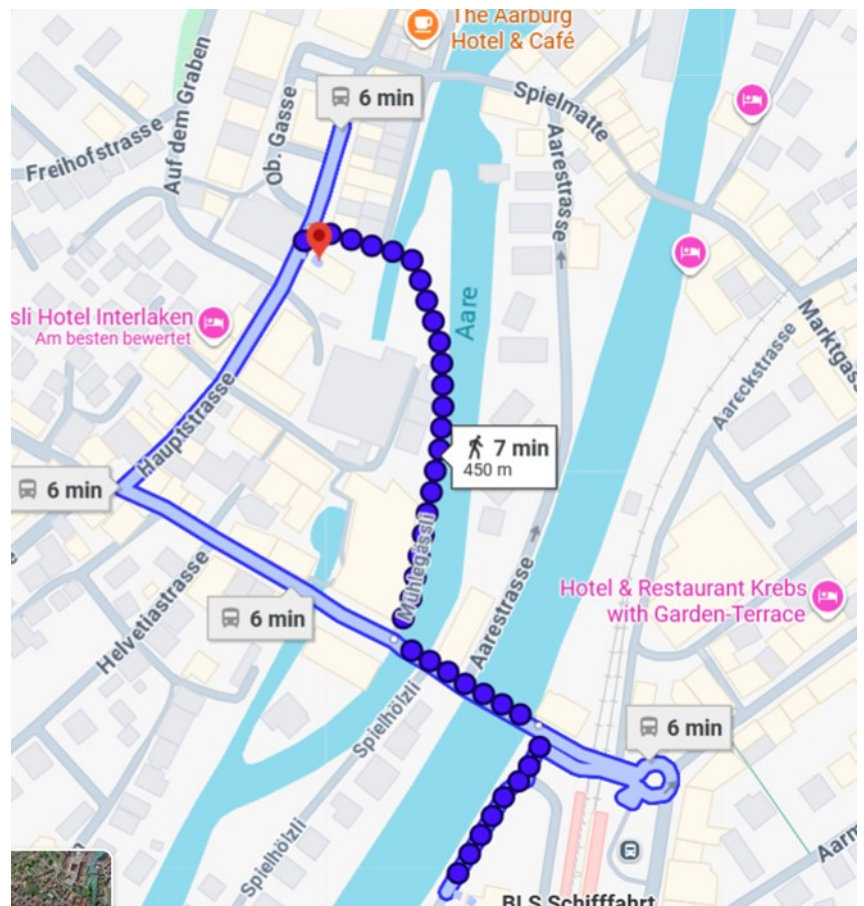 The Aarburg
Hotel & Café
6 min
Spielmatte
Auf dem Graben
Ob. Gasse
Freihofstrasse
Aarestrasse
Aare
sli Hotel Interlaken
Am besten bewertet
Marktgas
Aareckstrasse
Hauptstrasse
7 min
450 m
6 min
Mühlegässli
Helvetiastrasse
6 min
Aarestrasse
Hotel & Restaurant Krebs
with Garden-Terrace
Spielhölzli
6 min
Spielhölzli
Aarm
BLS Schifffahrt